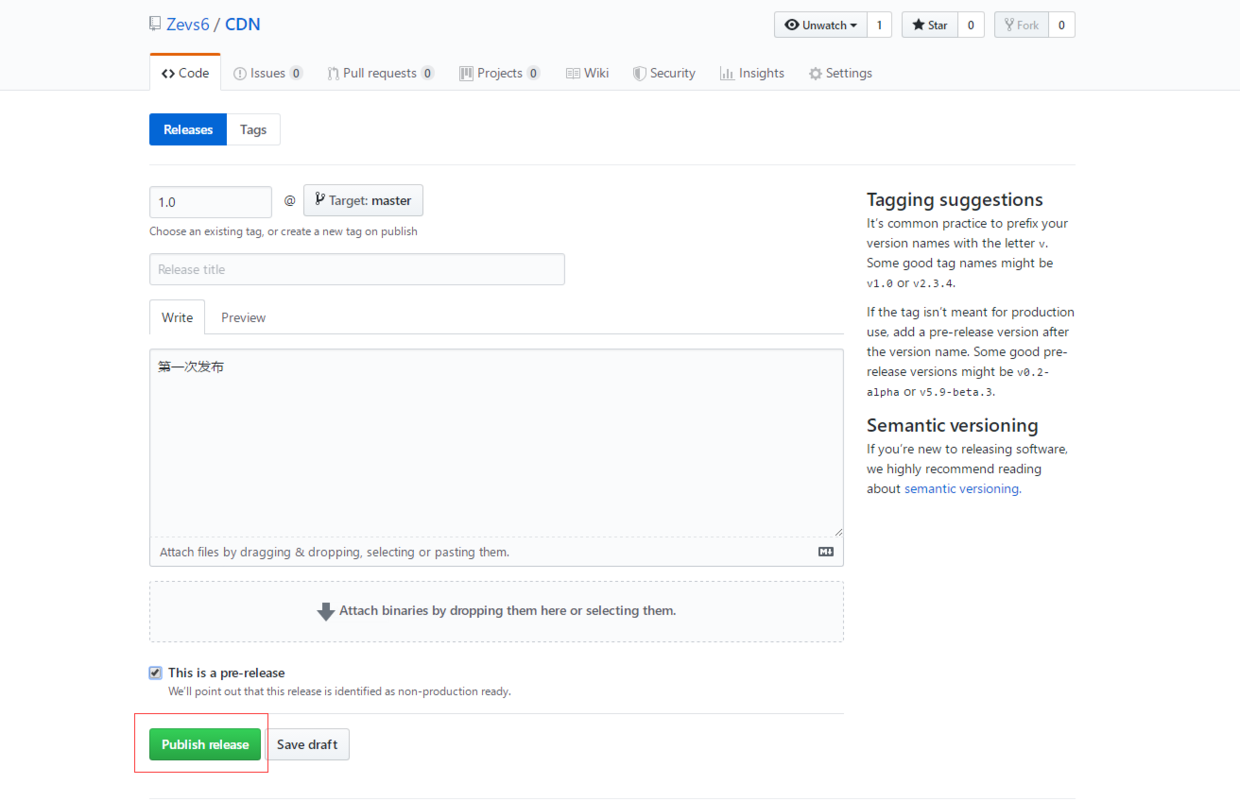 Zevs6 / CDN
Unwatch 1 Star 0 Fork 0
Code Issues 0 Pull requests 0 Projects 0 Wiki Security Insights Settings
Releases Tags
1.0 @ Target: master
Choose an existing tag, or create a new tag on publish
Release title
Write Preview
第一次发布
Attach files by dragging & dropping, selecting or pasting them.
Attach binaries by dropping them here or selecting them.
This is a pre-release
We'll point out that this release is identified as non-production ready.
Publish release Save draft
Tagging suggestions
It's common practice to prefix your
version names with the letter v.
Some good tag names might be
v1.0 or v2.3.4.
If the tag isn't meant for production
use, add a pre-release version after
the version name. Some good pre-
release versions might be v0.2-
alpha or v5.9-beta.3.
Semantic versioning
If you're new to releasing software,
we highly recommend reading
about semantic versioning.